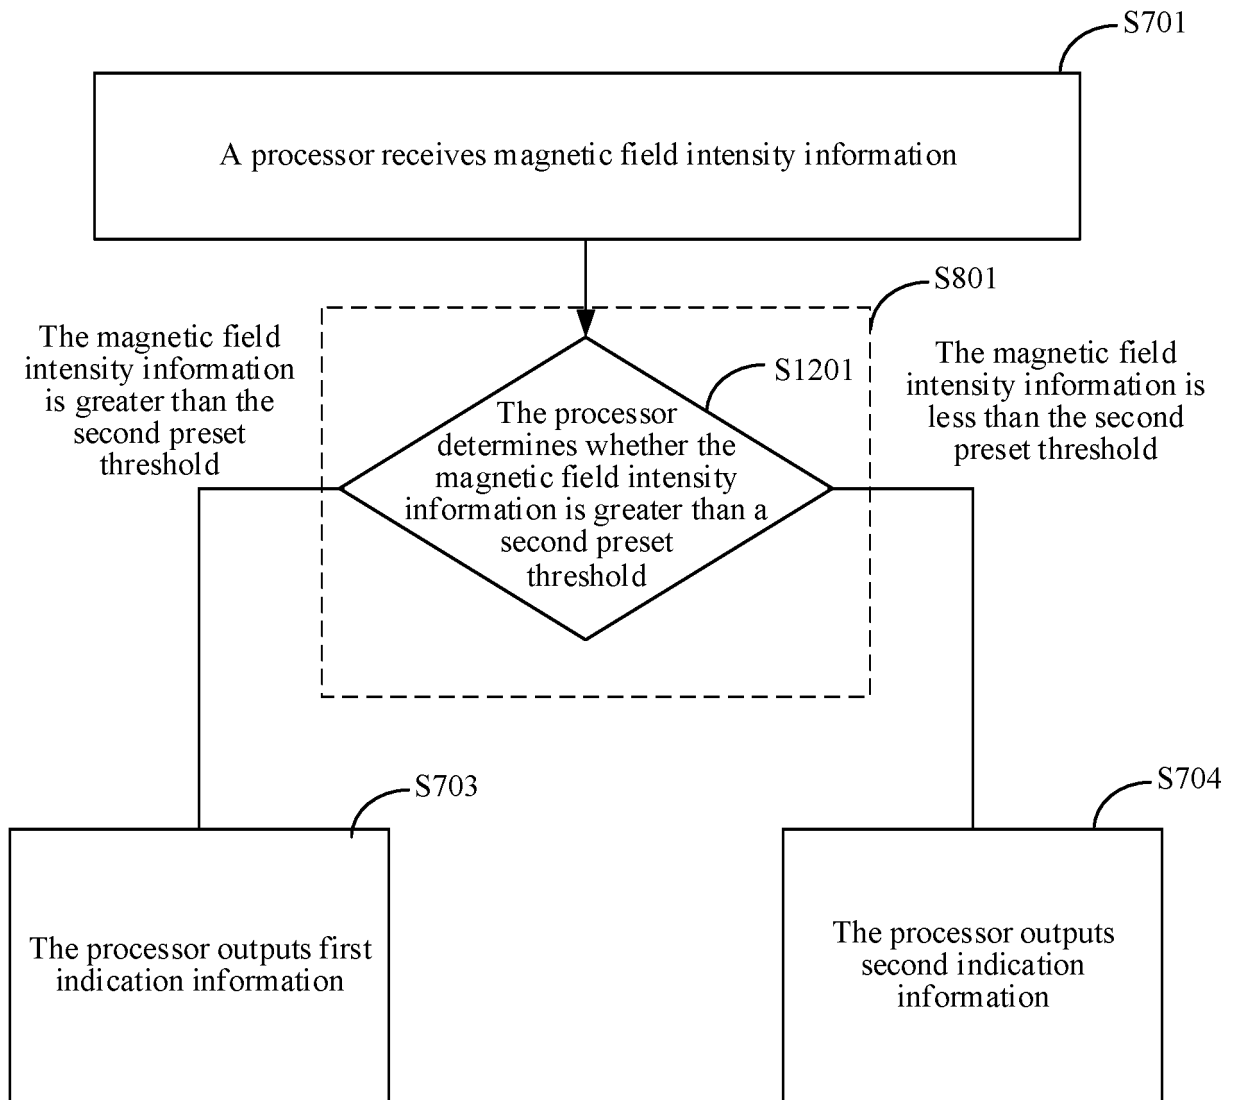 S701
A processor receives magnetic field intensity information
S801
The magnetic field
intensity information
is greater than the
second preset
threshold
S1201
The processor
determines whether the
magnetic field intensity
information is greater than a
second preset
threshold
The magnetic field
intensity information is
less than the second
preset threshold
S703
The processor outputs first
indication information
S704
The processor outputs
second indication
information